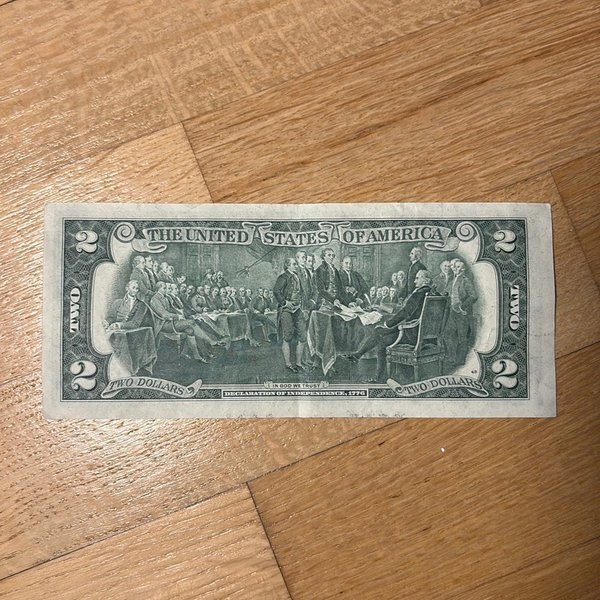 2 THE UNITED STATES OF AMERICA 2
TWO TWO
2 TWO DOLLARS IN GOD WE TRUST TWO DOLLARS 2
DECLARATION OF INDEPENDENCE, 1776